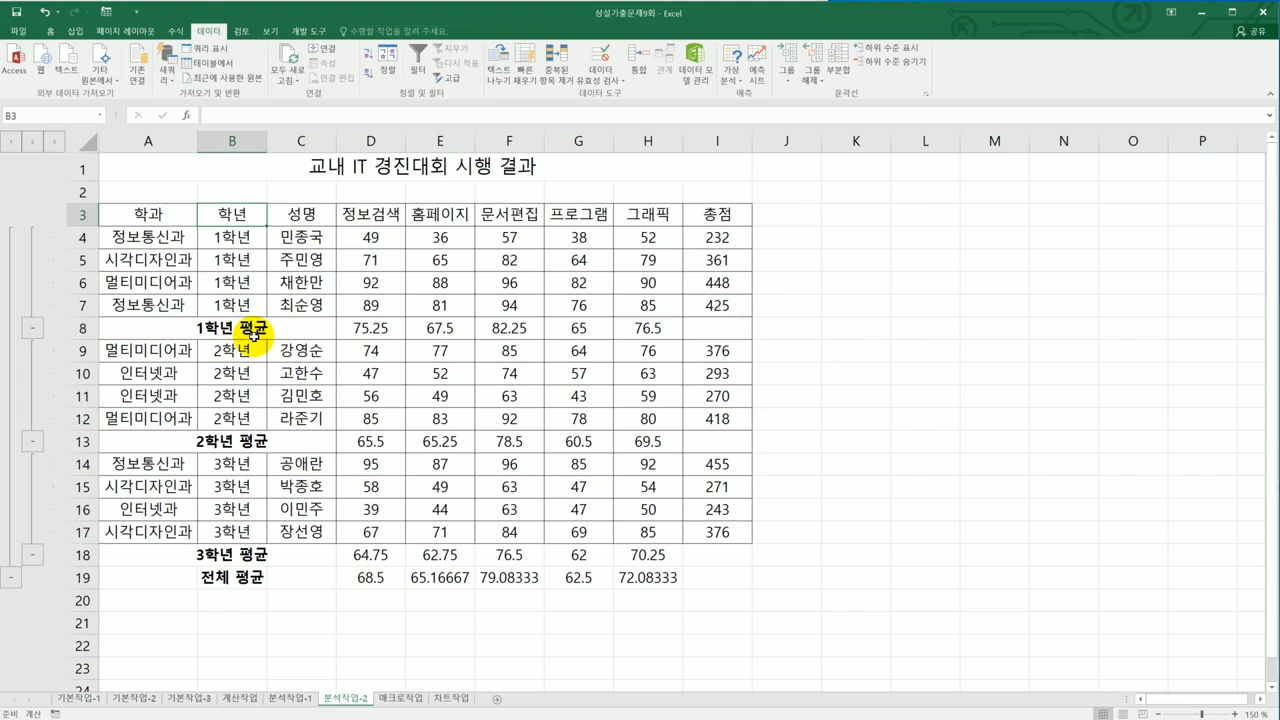 상설기출문제9회 - Excel
파일 홈 삽입 페이지 레이아웃 수식 데이터 검토 보기 개발 도구 수행할 작업을 알려 주세요. 공유
Access 웹 텍스트 기타 원본에서 기존 연결 새 쿼리 쿼리 표시 테이블에서 최근에 사용한 원본 모두 새로 고침 연결 속성 연결 편집 정렬 필터 지우기 다시 적용 고급 텍스트 나누기 빠른 채우기 중복된 항목 제거 데이터 유효성 검사 통합 관계 데이터 모델 관리 가상 분석 예측 시트 그룹 그룹 해제 부분합 하위 수준 표시 하위 수준 숨기기
외부 데이터 가져오기 가져오기 및 변환 연결 정렬 및 필터 데이터 도구 예측 윤곽선
B3 fx
1 2 3 A B C D E F G H I J K L M N O P
1 교내 IT 경진대회 시행 결과
2
3 학과 학년 성명 정보검색 홈페이지 문서편집 프로그램 그래픽 총점
4 정보통신과 1학년 민종국 49 36 57 38 52 232
5 시각디자인과 1학년 주민영 71 65 82 64 79 361
6 멀티미디어과 1학년 채한만 92 88 96 82 90 448
7 정보통신과 1학년 최순영 89 81 94 76 85 425
8 1학년 평균 75.25 67.5 82.25 65 76.5
9 멀티미디어과 2학년 강영순 74 77 85 64 76 376
10 인터넷과 2학년 고한수 47 52 74 57 63 293
11 인터넷과 2학년 김민호 56 49 63 43 59 270
12 멀티미디어과 2학년 라준기 85 83 92 78 80 418
13 2학년 평균 65.5 65.25 78.5 60.5 69.5
14 정보통신과 3학년 공애란 95 87 96 85 92 455
15 시각디자인과 3학년 박종호 58 49 63 47 54 271
16 인터넷과 3학년 이민주 39 44 63 47 50 243
17 시각디자인과 3학년 장선영 67 71 84 69 85 376
18 3학년 평균 64.75 62.75 76.5 62 70.25
19 전체 평균 68.5 65.16667 79.08333 62.5 72.08333
20
21
22
23
24
기본작업-1 기본작업-2 기본작업-3 계산작업 분석작업-1 분석작업-2 매크로작업 차트작업
준비 계산 150 %